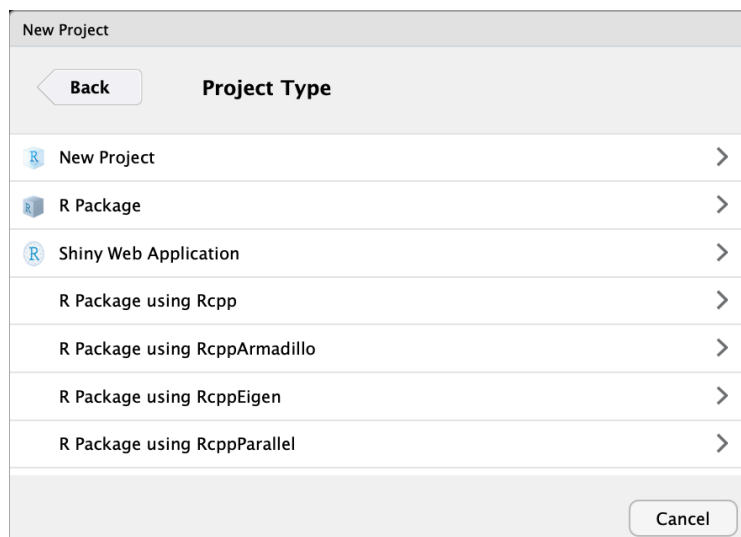 New Project
Back
Project Type
R New Project
R R Package
R Shiny Web Application
R Package using Rcpp
R Package using RcppArmadillo
R Package using RcppEigen
R Package using RcppParallel
Cancel